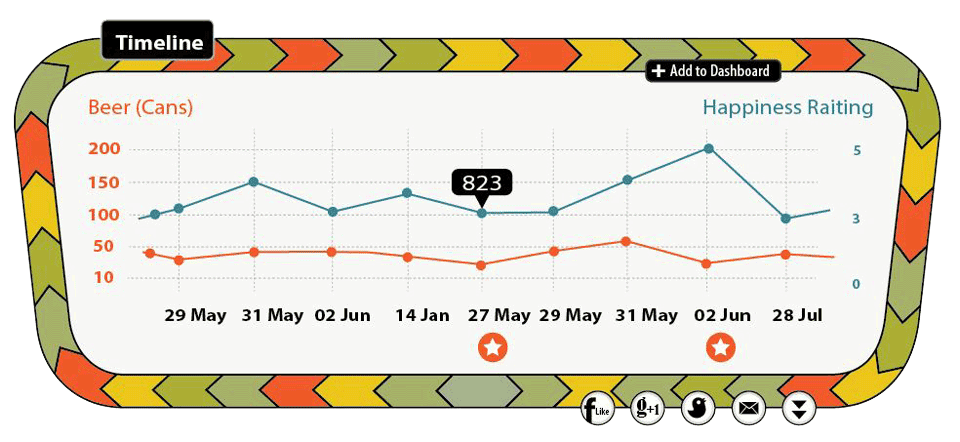 Timeline
+ Add to Dashboard
Beer (Cans)
Happiness Raiting
200
150
100
50
10
823
5
3
0
29 May 31 May 02 Jun 14 Jan 27 May 29 May 31 May 02 Jun 28 Jul
f Like
g+1